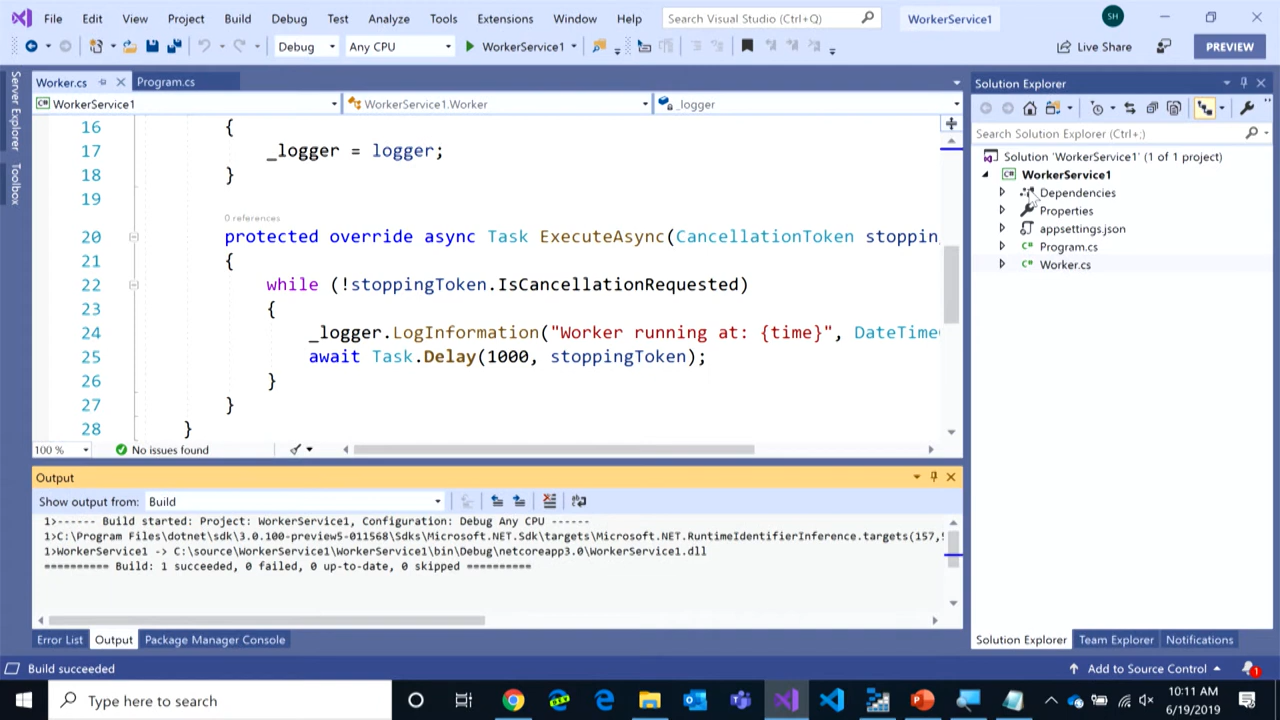 File Edit View Project Build Debug Test Analyze Tools Extensions Window Help Search Visual Studio (Ctrl+Q) WorkerService1 SH
Debug Any CPU WorkerService1 Live Share PREVIEW
Server Explorer
Toolbox
Worker.cs Program.cs
WorkerService1 WorkerService1.Worker _logger
16 {
17 _logger = logger;
18 }
19
0 references
20 protected override async Task ExecuteAsync(CancellationToken stoppin
21 {
22 while (!stoppingToken.IsCancellationRequested)
23 {
24 _logger.LogInformation("Worker running at: {time}", DateTime
25 await Task.Delay(1000, stoppingToken);
26 }
27 }
28 }
100 % No issues found
Output
Show output from: Build
1>------ Build started: Project: WorkerService1, Configuration: Debug Any CPU ------
1>C:\Program Files\dotnet\sdk\3.0.100-preview5-011568\Sdks\Microsoft.NET.Sdk\targets\Microsoft.NET.RuntimeIdentifierInference.targets(157,
1>WorkerService1 -> C:\source\WorkerService1\WorkerService1\bin\Debug\netcoreapp3.0\WorkerService1.dll
========== Build: 1 succeeded, 0 failed, 0 up-to-date, 0 skipped ==========
Error List Output Package Manager Console
Solution Explorer
Search Solution Explorer (Ctrl+;)
Solution 'WorkerService1' (1 of 1 project)
WorkerService1
Dependencies
Properties
appsettings.json
Program.cs
Worker.cs
Solution Explorer Team Explorer Notifications
Build succeeded Add to Source Control 1
Type here to search
10:11 AM
6/19/2019